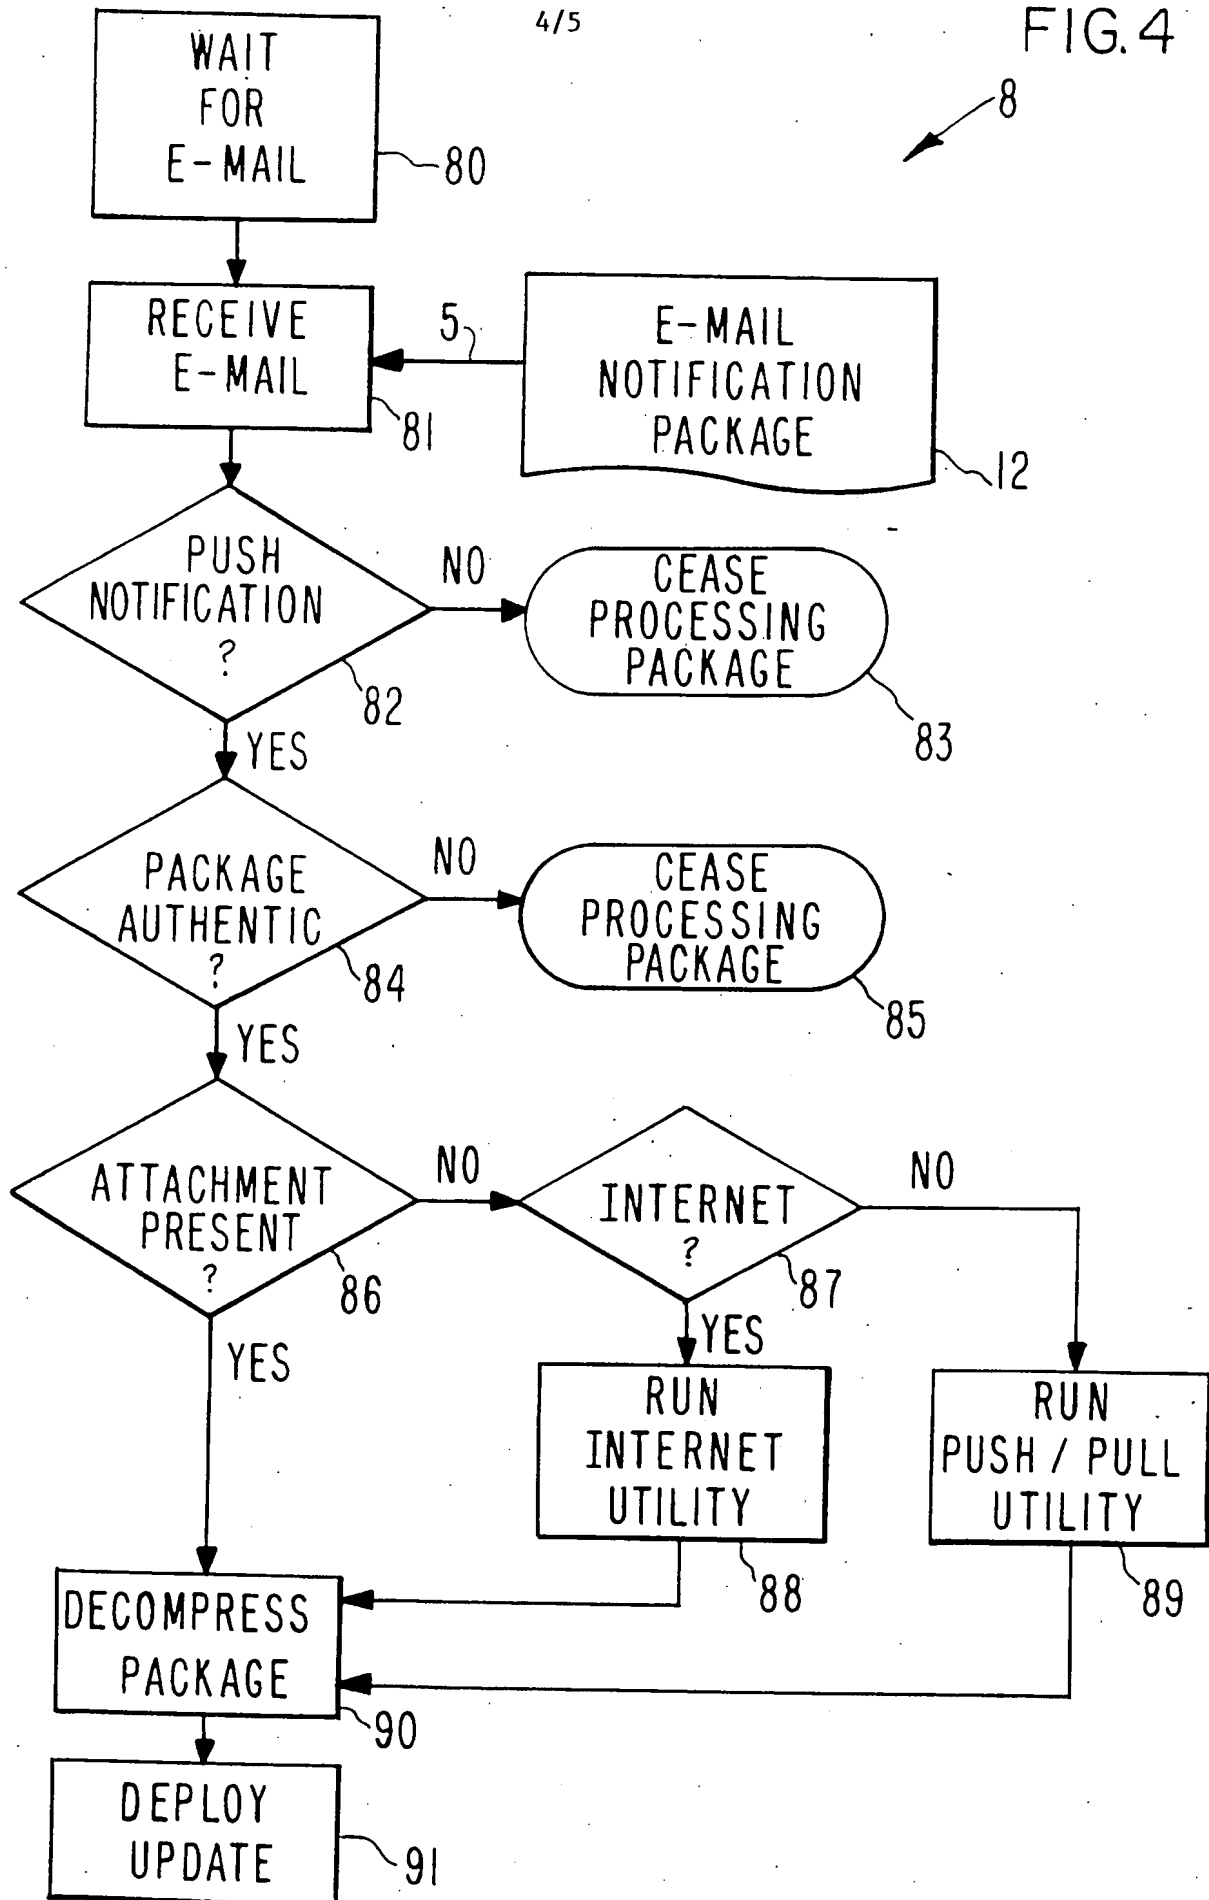 4/5
FIG.4
8
WAIT
FOR
E-MAIL
80
RECEIVE
E-MAIL
81
5
E-MAIL
NOTIFICATION
PACKAGE
12
PUSH
NOTIFICATION
?
82
NO
CEASE
PROCESSING
PACKAGE
83
YES
PACKAGE
AUTHENTIC
?
84
NO
CEASE
PROCESSING
PACKAGE
85
YES
ATTACHMENT
PRESENT
?
86
NO
INTERNET
?
87
NO
YES
YES
RUN
INTERNET
UTILITY
88
RUN
PUSH / PULL
UTILITY
89
DECOMPRESS
PACKAGE
90
DEPLOY
UPDATE
91